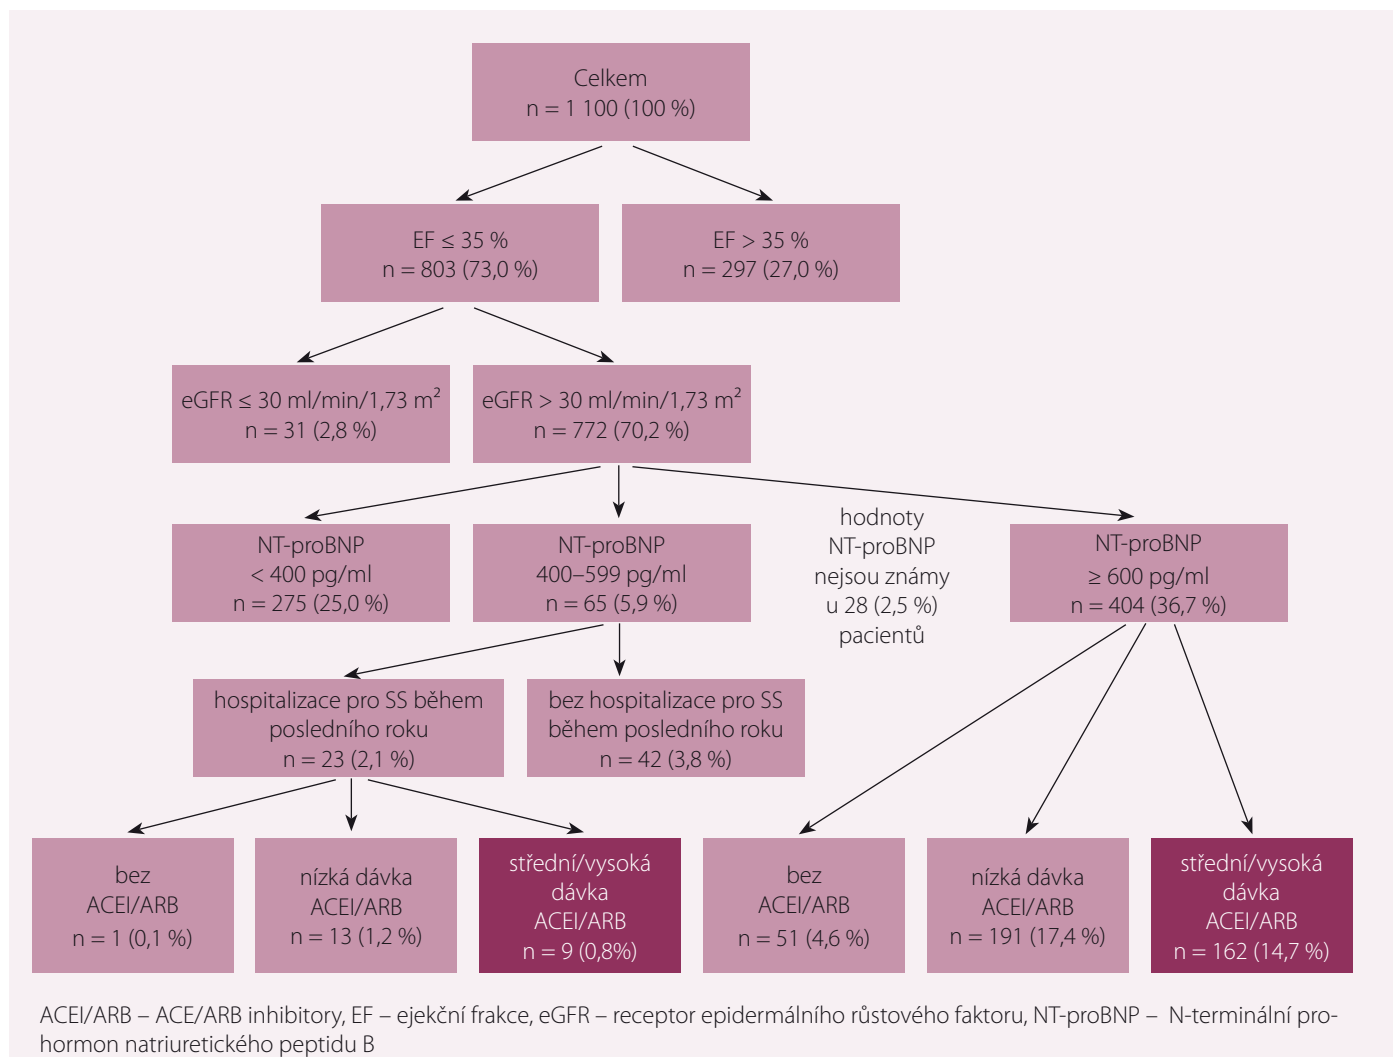 Celkem
n = 1 100 (100 %)
EF ≤ 35 %
n = 803 (73,0 %)
EF > 35 %
n = 297 (27,0 %)
eGFR ≤ 30 ml/min/1,73 m²
n = 31 (2,8 %)
eGFR > 30 ml/min/1,73 m²
n = 772 (70,2 %)
NT-proBNP
< 400 pg/ml
n = 275 (25,0 %)
NT-proBNP
400–599 pg/ml
n = 65 (5,9 %)
hodnoty
NT-proBNP
nejsou známy
u 28 (2,5 %)
pacientů
NT-proBNP
≥ 600 pg/ml
n = 404 (36,7 %)
hospitalizace pro SS během
posledního roku
n = 23 (2,1 %)
bez hospitalizace pro SS
během posledního roku
n = 42 (3,8 %)
bez
ACEI/ARB
n = 1 (0,1 %)
nízká dávka
ACEI/ARB
n = 13 (1,2 %)
střední/vysoká
dávka
ACEI/ARB
n = 9 (0,8%)
bez
ACEI/ARB
n = 51 (4,6 %)
nízká dávka
ACEI/ARB
n = 191 (17,4 %)
střední/vysoká
dávka
ACEI/ARB
n = 162 (14,7 %)
ACEI/ARB – ACE/ARB inhibitory, EF – ejekční frakce, eGFR – receptor epidermálního růstového faktoru, NT-proBNP – N-terminální pro-
hormon natriuretického peptidu B